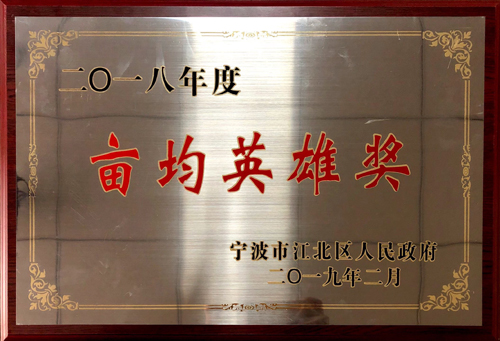 二〇一八年度
亩均英雄奖
宁波市江北区人民政府
二〇一九年二月